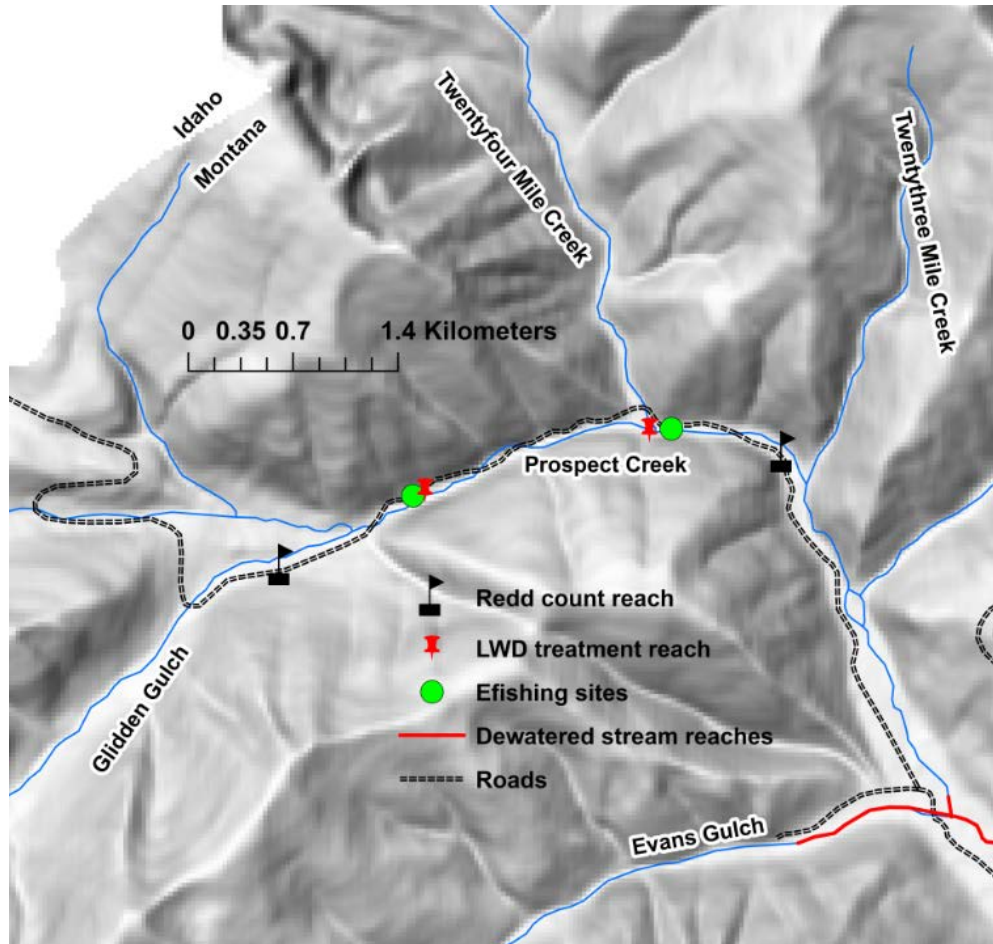 Idaho
Montana
Twentyfour Mile Creek
Twentythree Mile Creek
0 0.35 0.7 1.4 Kilometers
Prospect Creek
Glidden Gulch
Redd count reach
LWD treatment reach
Efishing sites
Dewatered stream reaches
Roads
Evans Gulch